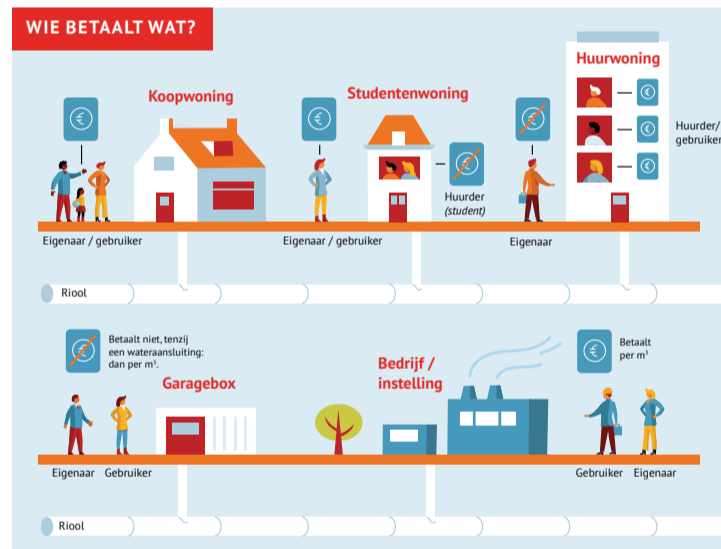 WIE BETAALT WAT?
Koopwoning
Eigenaar / gebruiker
Studentenwoning
Huurder
(student)
Eigenaar / gebruiker
Huurwoning
Huurder/
gebruiker
Eigenaar
Riool
Betaalt niet, tenzij
een wateraansluiting:
dan per m³.
Garagebox
Eigenaar Gebruiker
Bedrijf /
instelling
Betaalt
per m³
Gebruiker Eigenaar
Riool